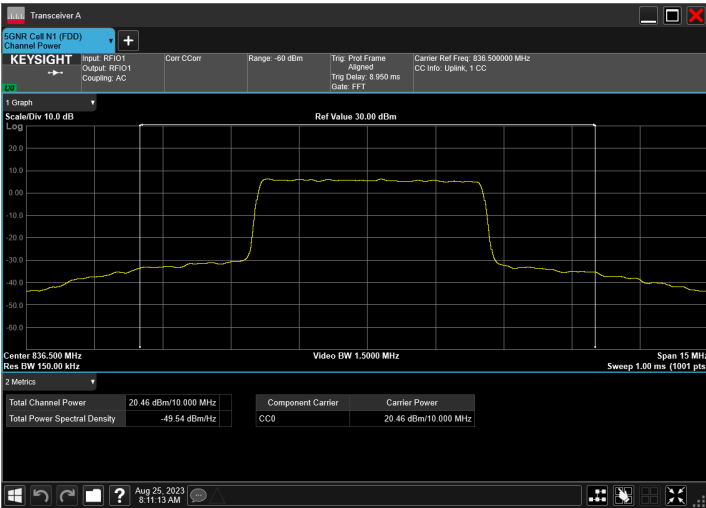 Transceiver A
5GNR Cell N1 (FDD)
Channel Power
KEYSIGHT
LXI
Input: RFIO1
Output: RFIO1
Coupling: AC
Corr CCorr
Range: -60 dBm
Trig: Prot Frame
Aligned
Trig Delay: 8.950 ms
Gate: FFT
Carrier Ref Freq: 836.500000 MHz
CC Info: Uplink, 1 CC
1 Graph
Scale/Div 10.0 dB
Ref Value 30.00 dBm
Log
20.0
10.0
0.00
-10.0
-20.0
-30.0
-40.0
-50.0
-60.0
Center 836.500 MHz
Video BW 1.5000 MHz
Span 15 MHz
Res BW 150.00 kHz
Sweep 1.00 ms (1001 pts
2 Metrics
Total Channel Power 20.46 dBm/10.000 MHz
Total Power Spectral Density -49.54 dBm/Hz
Component Carrier Carrier Power
CC0 20.46 dBm/10.000 MHz
?
Aug 25, 2023
8:11:13 AM